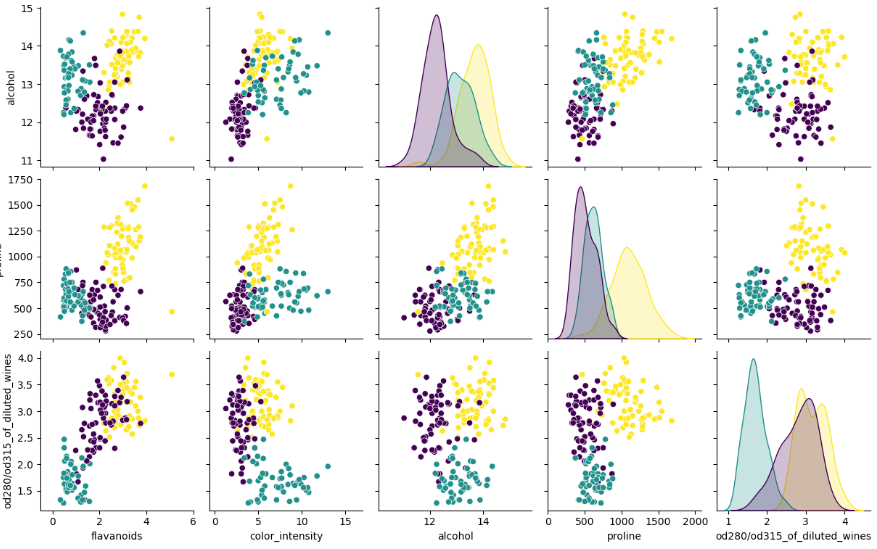 15
14
13
12
11
alcohol
1750
1500
1250
1000
750
500
250
4.0
3.5
3.0
2.5
2.0
1.5
od280/od315_of_diluted_wines
0 2 4 6
flavanoids
0 5 10 15
color_intensity
12 14
alcohol
0 500 1000 1500 2000
proline
1 2 3 4
od280/od315_of_diluted_wines